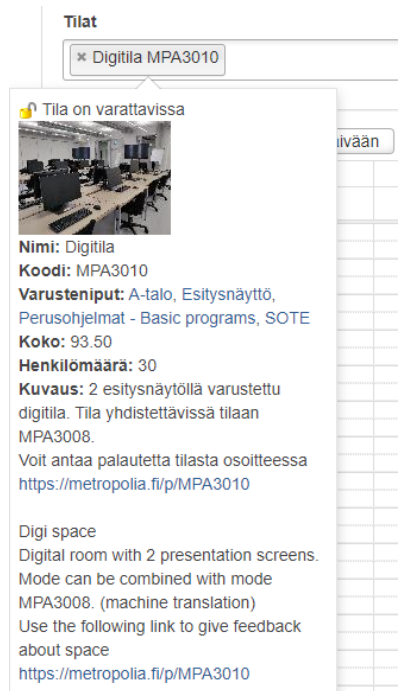 Tilat
× Digitila MPA3010
Tila on varattavissa
ivään
Nimi: Digitila
Koodi: MPA3010
Varusteniput: A-talo, Esitysnäyttö,
Perusohjelmat - Basic programs, SOTE
Koko: 93.50
Henkilömäärä: 30
Kuvaus: 2 esitysnäytöllä varustettu
digitila. Tila yhdistettävissä tilaan
MPA3008.
Voit antaa palautetta tilasta osoitteessa
https://metropolia.fi/p/MPA3010
Digi space
Digital room with 2 presentation screens.
Mode can be combined with mode
MPA3008. (machine translation)
Use the following link to give feedback
about space
https://metropolia.fi/p/MPA3010